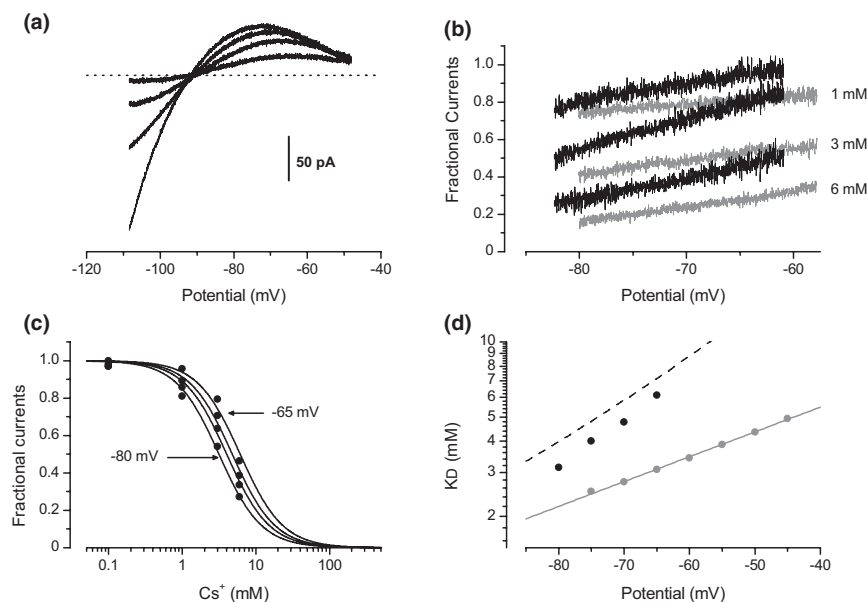 (a)
50 pA
-120 -100 -80 -60 -40
Potential (mV)
(b)
Fractional Currents
1.0
0.8
0.6
0.4
0.2
0
1 mM
3 mM
6 mM
-80 -70 -60
Potential (mV)
(c)
Fractional currents
1.0
0.8
0.6
0.4
0.2
0
-65 mV
-80 mV
0.1 1 10 100
Cs⁺ (mM)
(d)
KD (mM)
10
9
8
7
6
5
4
3
2
-80 -70 -60 -50 -40
Potential (mV)